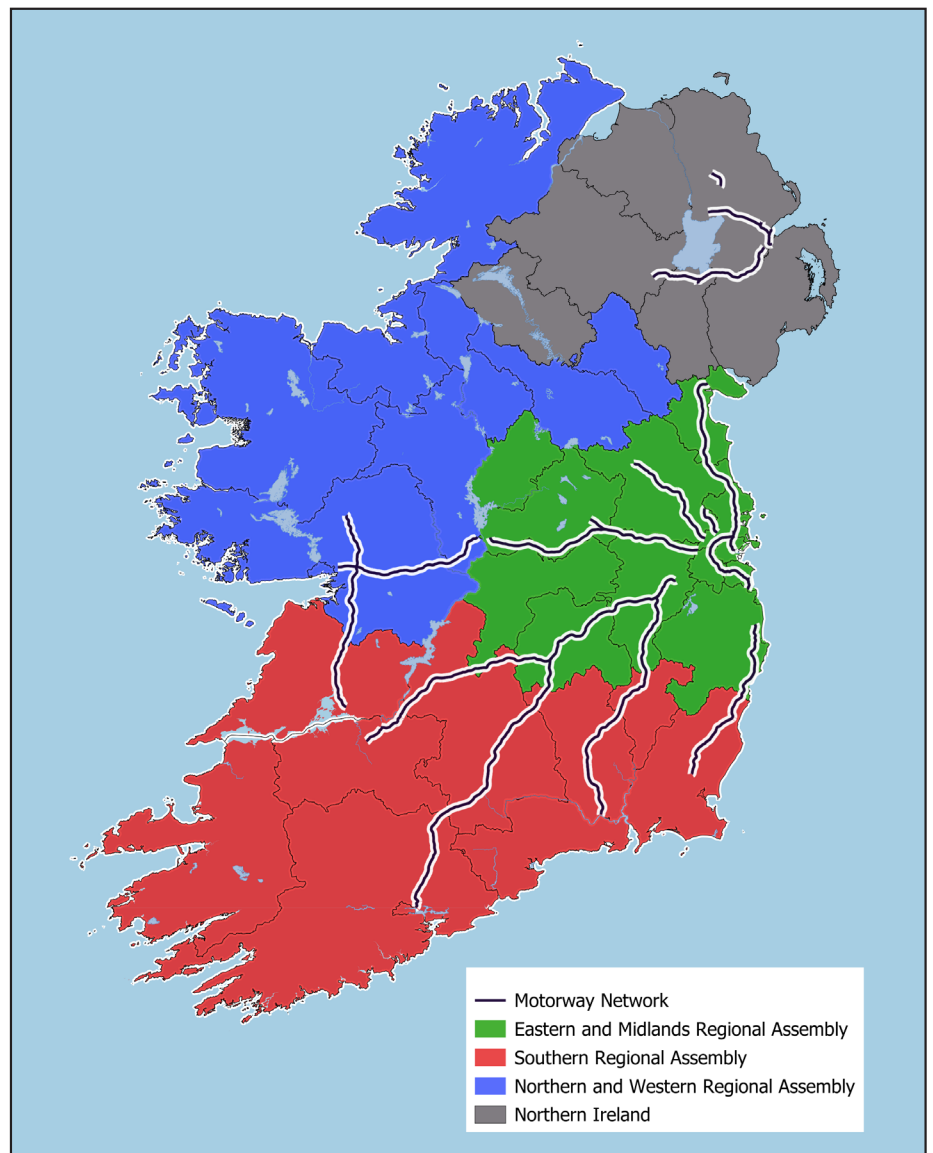 Motorway Network
Eastern and Midlands Regional Assembly
Southern Regional Assembly
Northern and Western Regional Assembly
Northern Ireland